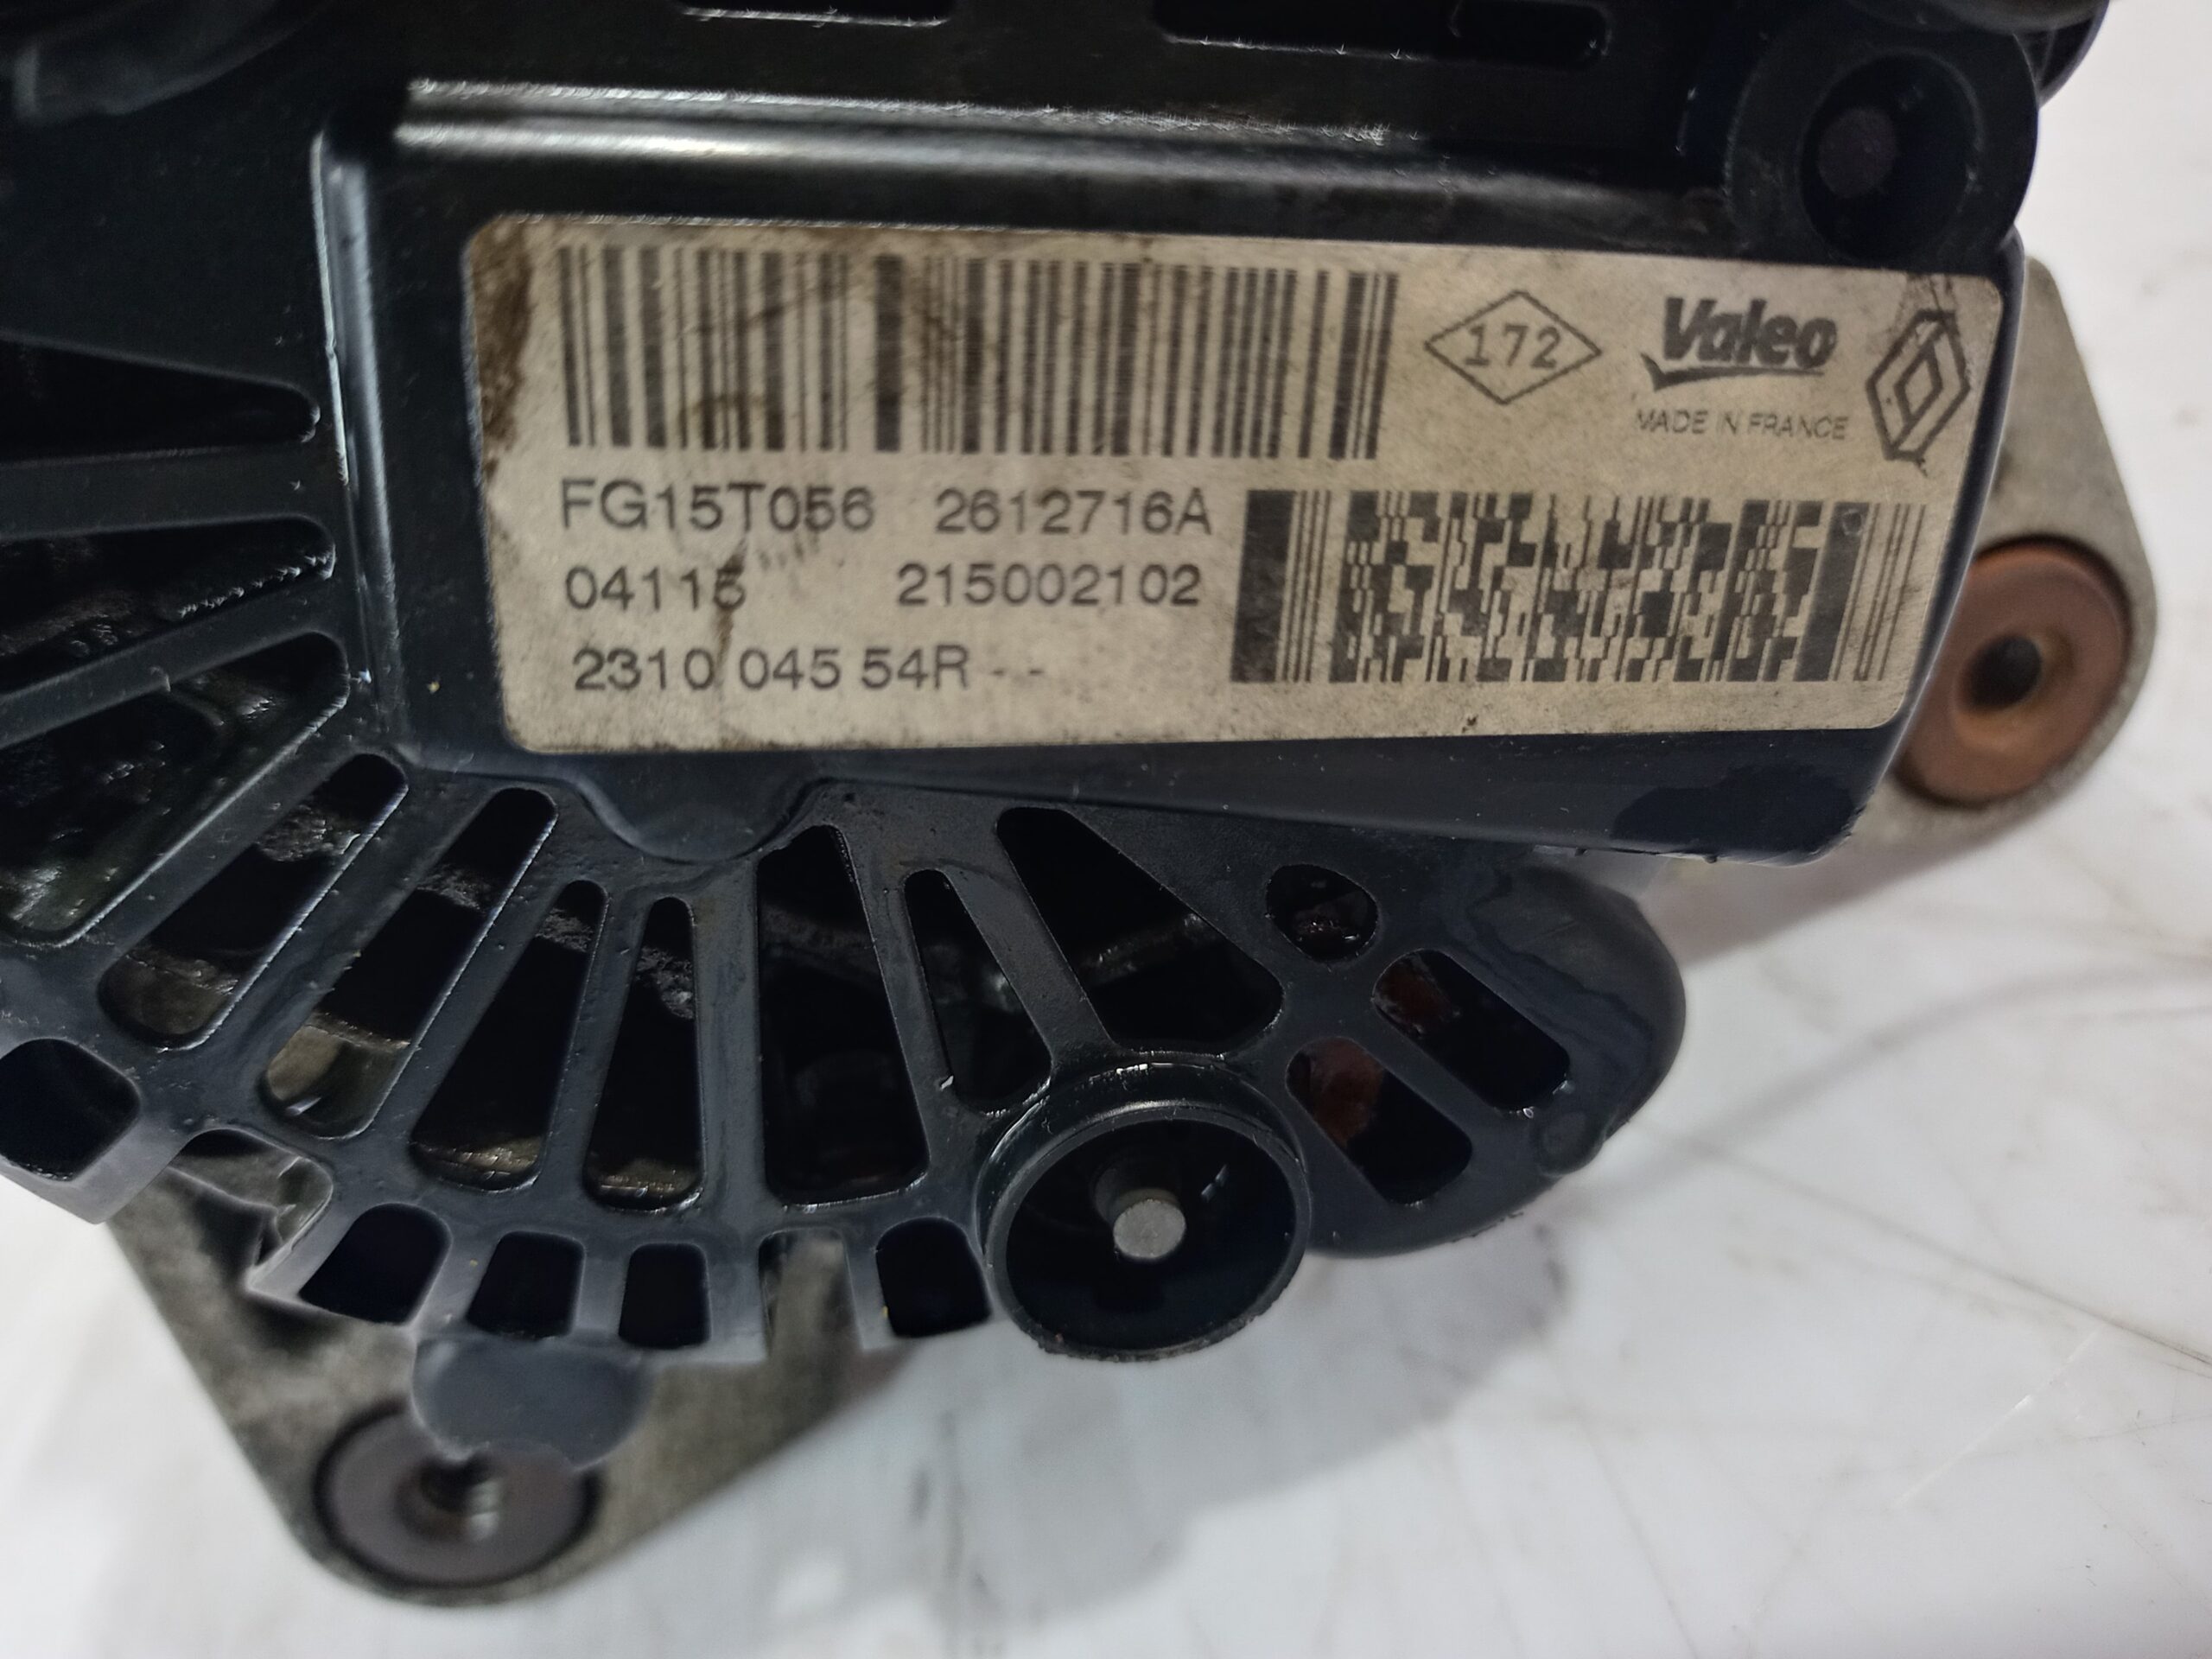 172
Valeo
MADE IN FRANCE
FG15T056 2612716A
04115 215002102
2310 045 54R - -